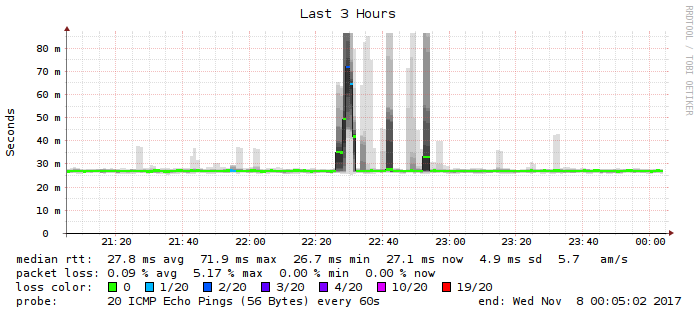 Last 3 Hours
RRDTOOL / TOBI OETIKER
Seconds
80 m
70 m
60 m
50 m
40 m
30 m
20 m
10 m
0
21:20 21:40 22:00 22:20 22:40 23:00 23:20 23:40 00:00
median rtt: 27.8 ms avg 71.9 ms max 26.7 ms min 27.1 ms now 4.9 ms sd 5.7 am/s
packet loss: 0.09 % avg 5.17 % max 0.00 % min 0.00 % now
loss color: 0 1/20 2/20 3/20 4/20 10/20 19/20
probe: 20 ICMP Echo Pings (56 Bytes) every 60s end: Wed Nov 8 00:05:02 2017